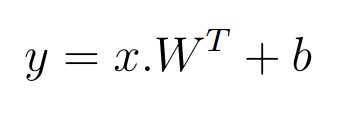 y = x.W^T + b